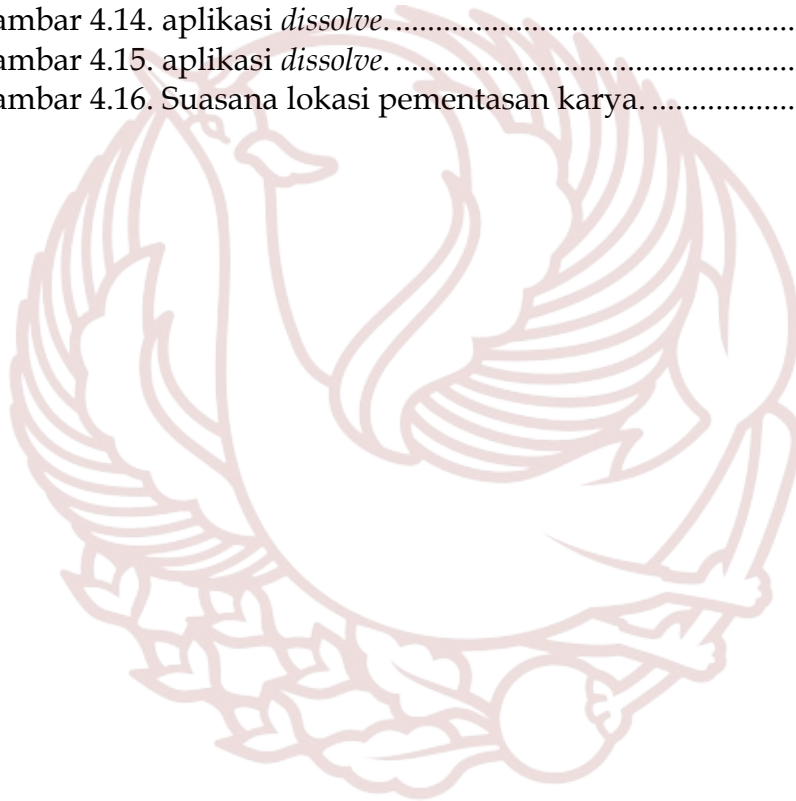 ambar 4.14. aplikasi dissolve. ...................................................
ambar 4.15. aplikasi dissolve. ...................................................
ambar 4.16. Suasana lokasi pementasan karya. ..................